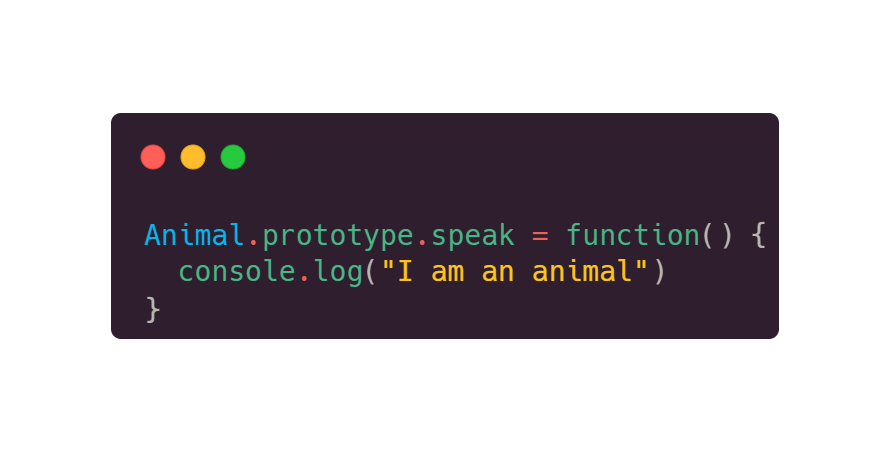 Animal.prototype.speak = function() {
  console.log("I am an animal")
}